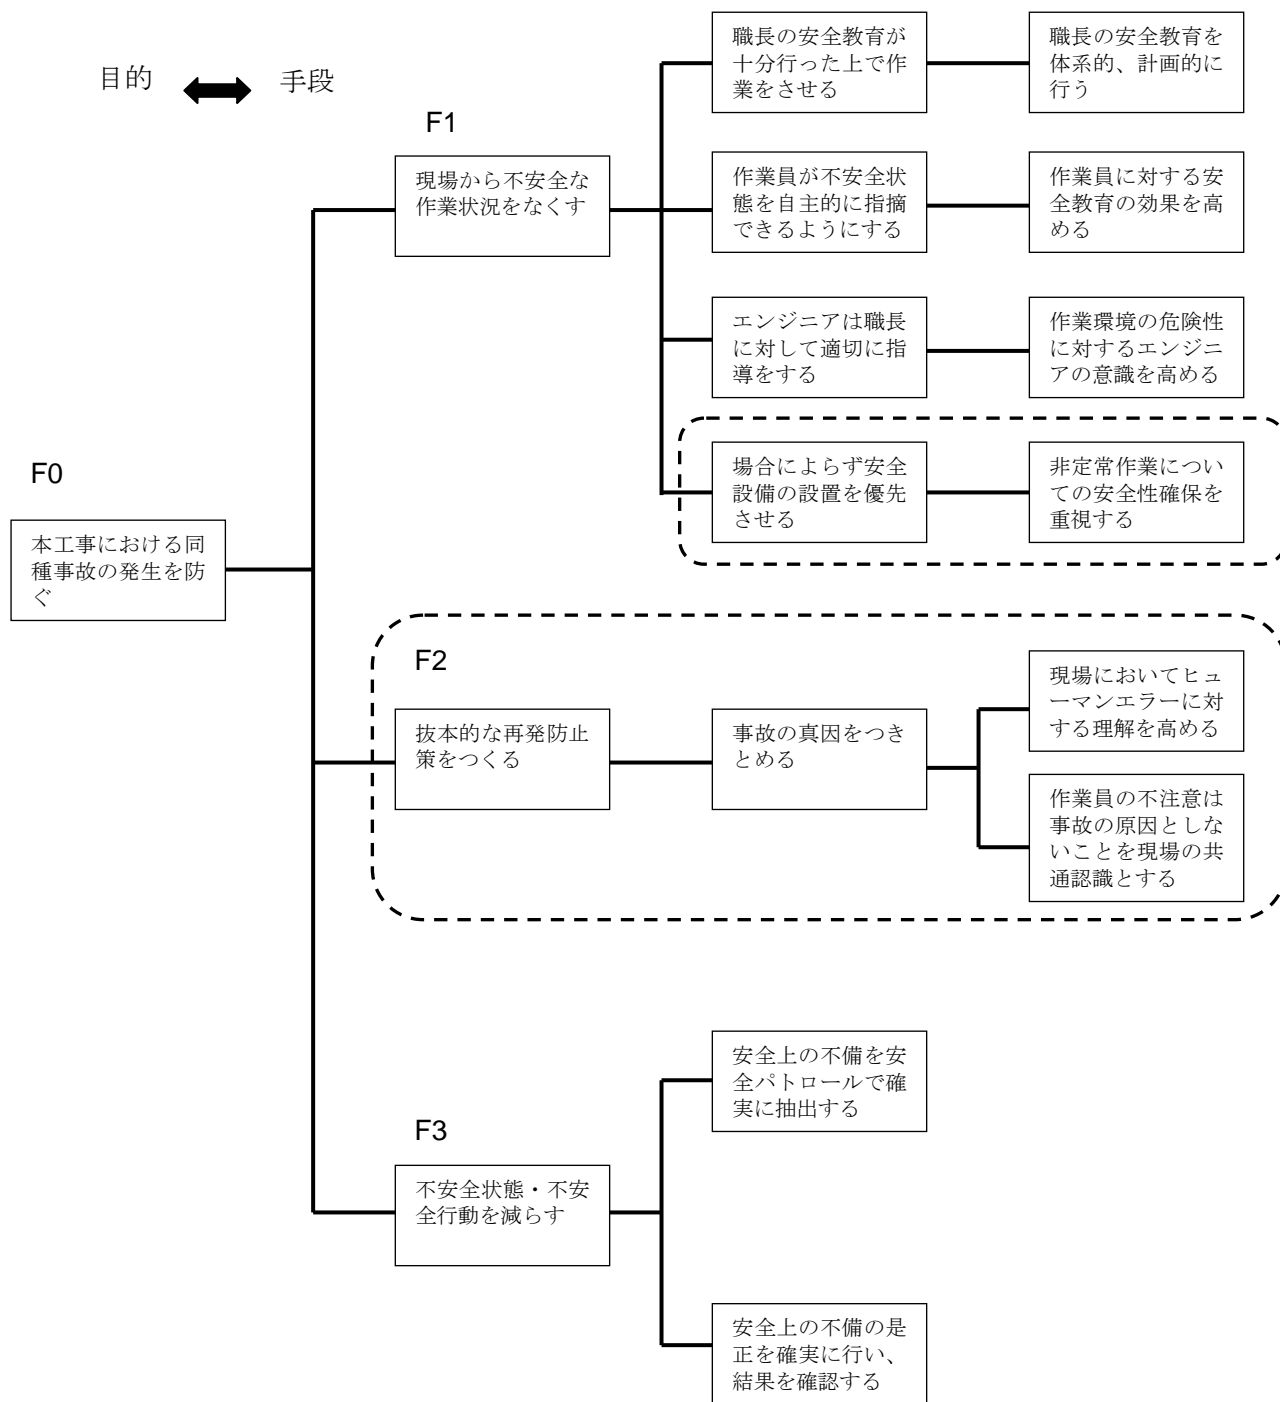 目的
手段
F1
現場から不安全な
作業状況をなくす
職長の安全教育が
十分行った上で作
業をさせる
職長の安全教育を
体系的、計画的に
行う
作業員が不安全状
態を自主的に指摘
できるようにする
作業員に対する安
全教育の効果を高
める
エンジニアは職長
に対して適切に指
導をする
作業環境の危険性
に対するエンジニ
アの意識を高める
場合によらず安全
設備の設置を優先
させる
非定常作業につい
ての安全性確保を
重視する
F0
本工事における同
種事故の発生を防
ぐ
F2
抜本的な再発防止
策をつくる
事故の真因をつき
とめる
現場においてヒュ
ーマンエラーに対
する理解を高める
作業員の不注意は
事故の原因としな
いことを現場の共
通認識とする
F3
不安全状態・不安
全行動を減らす
安全上の不備を安
全パトロールで確
実に抽出する
安全上の不備の是
正を確実に行い、
結果を確認する